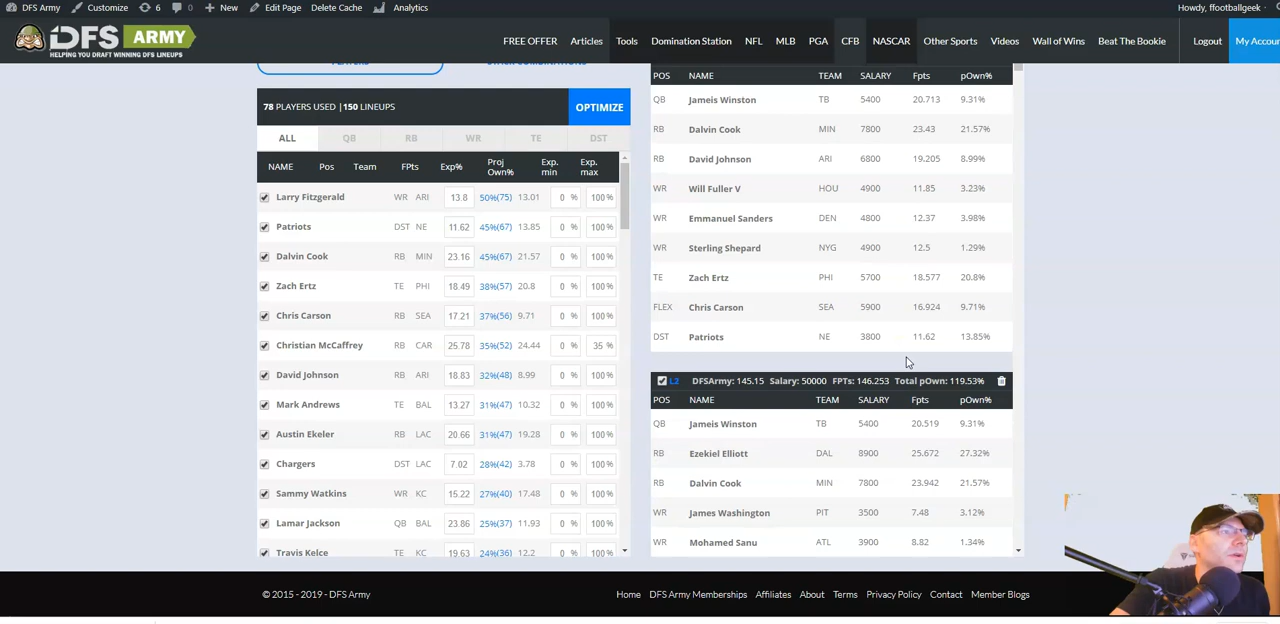 DFS Army Customize 6 0 + New Edit Page Delete Cache Analytics Howdy, ffootballgeek
DFS ARMY
HELPING YOU DRAFT WINNING DFS LINEUPS
FREE OFFER Articles Tools Domination Station NFL MLB PGA CFB NASCAR Other Sports Videos Wall of Wins Beat The Bookie Logout My Accoun
78 PLAYERS USED |150 LINEUPS OPTIMIZE
ALL QB RB WR TE DST
NAME Pos Team FPts Exp% Proj Own% Exp. min Exp. max
Larry Fitzgerald WR ARI 13.8 50%(75) 13.01 0 % 100 %
Patriots DST NE 11.62 45%(67) 13.85 0 % 100 %
Dalvin Cook RB MIN 23.16 45%(67) 21.57 0 % 100 %
Zach Ertz TE PHI 18.49 38%(57) 20.8 0 % 100 %
Chris Carson RB SEA 17.21 37%(56) 9.71 0 % 100 %
Christian McCaffrey RB CAR 25.78 35%(52) 24.44 0 % 35 %
David Johnson RB ARI 18.83 32%(48) 8.99 0 % 100 %
Mark Andrews TE BAL 13.27 31%(47) 10.32 0 % 100 %
Austin Ekeler RB LAC 20.66 31%(47) 19.28 0 % 100 %
Chargers DST LAC 7.02 28%(42) 3.78 0 % 100 %
Sammy Watkins WR KC 15.22 27%(40) 17.48 0 % 100 %
Lamar Jackson QB BAL 23.86 25%(37) 11.93 0 % 100 %
Travis Kelce TE KC 19.63 24%(36) 12.2 0 % 100 %
POS NAME TEAM SALARY Fpts pOwn%
QB Jameis Winston TB 5400 20.713 9.31%
RB Dalvin Cook MIN 7800 23.43 21.57%
RB David Johnson ARI 6800 19.205 8.99%
WR Will Fuller V HOU 4900 11.85 3.23%
WR Emmanuel Sanders DEN 4800 12.37 3.98%
WR Sterling Shepard NYG 4900 12.5 1.29%
TE Zach Ertz PHI 5700 18.577 20.8%
FLEX Chris Carson SEA 5900 16.924 9.71%
DST Patriots NE 3800 11.62 13.85%
L2 DFSArmy: 145.15 Salary: 50000 FPTs: 146.253 Total pOwn: 119.53%
POS NAME TEAM SALARY Fpts pOwn%
QB Jameis Winston TB 5400 20.519 9.31%
RB Ezekiel Elliott DAL 8900 25.672 27.32%
RB Dalvin Cook MIN 7800 23.942 21.57%
WR James Washington PIT 3500 7.48 3.12%
WR Mohamed Sanu ATL 3900 8.82 1.34%
© 2015 - 2019 - DFS Army Home DFS Army Memberships Affiliates About Terms Privacy Policy Contact Member Blogs